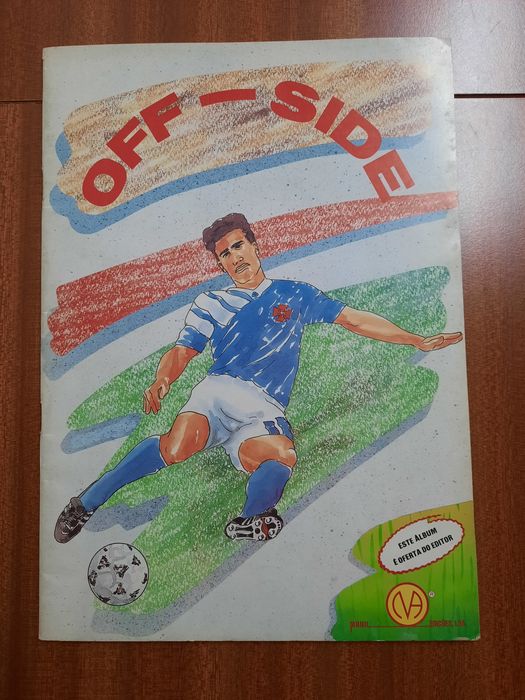 OFF - SIDE
ESTE ÁLBUM
É OFERTA DO EDITOR